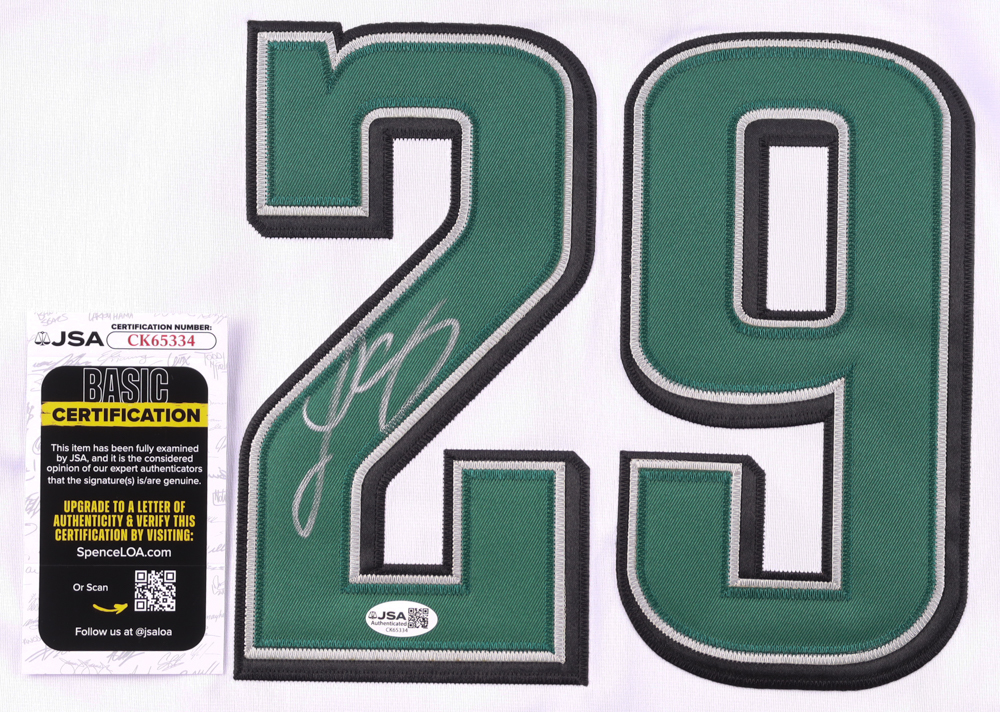 29
JSA
CERTIFICATION NUMBER:
CK65334
BASIC
CERTIFICATION
This item has been fully examined
by JSA, and it is the considered
opinion of our expert authenticators
that the signature(s) is/are genuine.
UPGRADE TO A LETTER OF
AUTHENTICITY & VERIFY THIS
CERTIFICATION BY VISITING:
SpenceLOA.com
Or Scan
Follow us at @jsaloa
JSA
Authenticated
CK65334